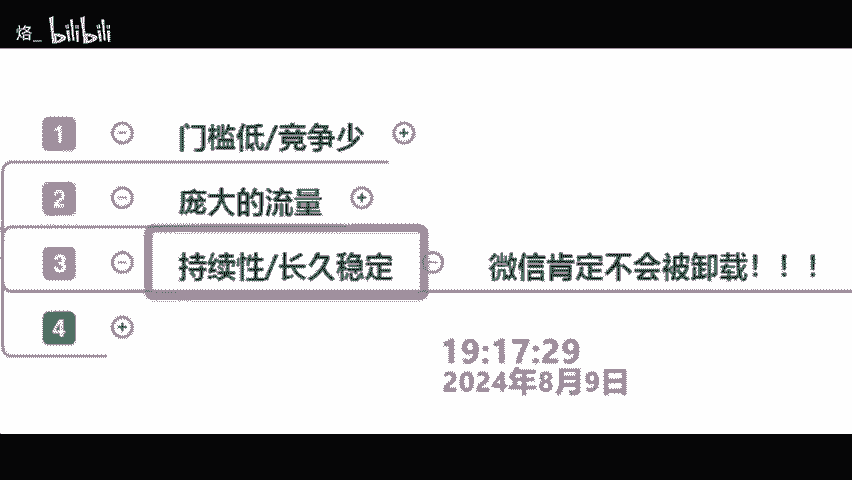 烙_ bilibili
1 门槛低/竞争少
2 庞大的流量
3 持续性/长久稳定 微信肯定不会被卸载！！！
4
19:17:29
2024年8月9日